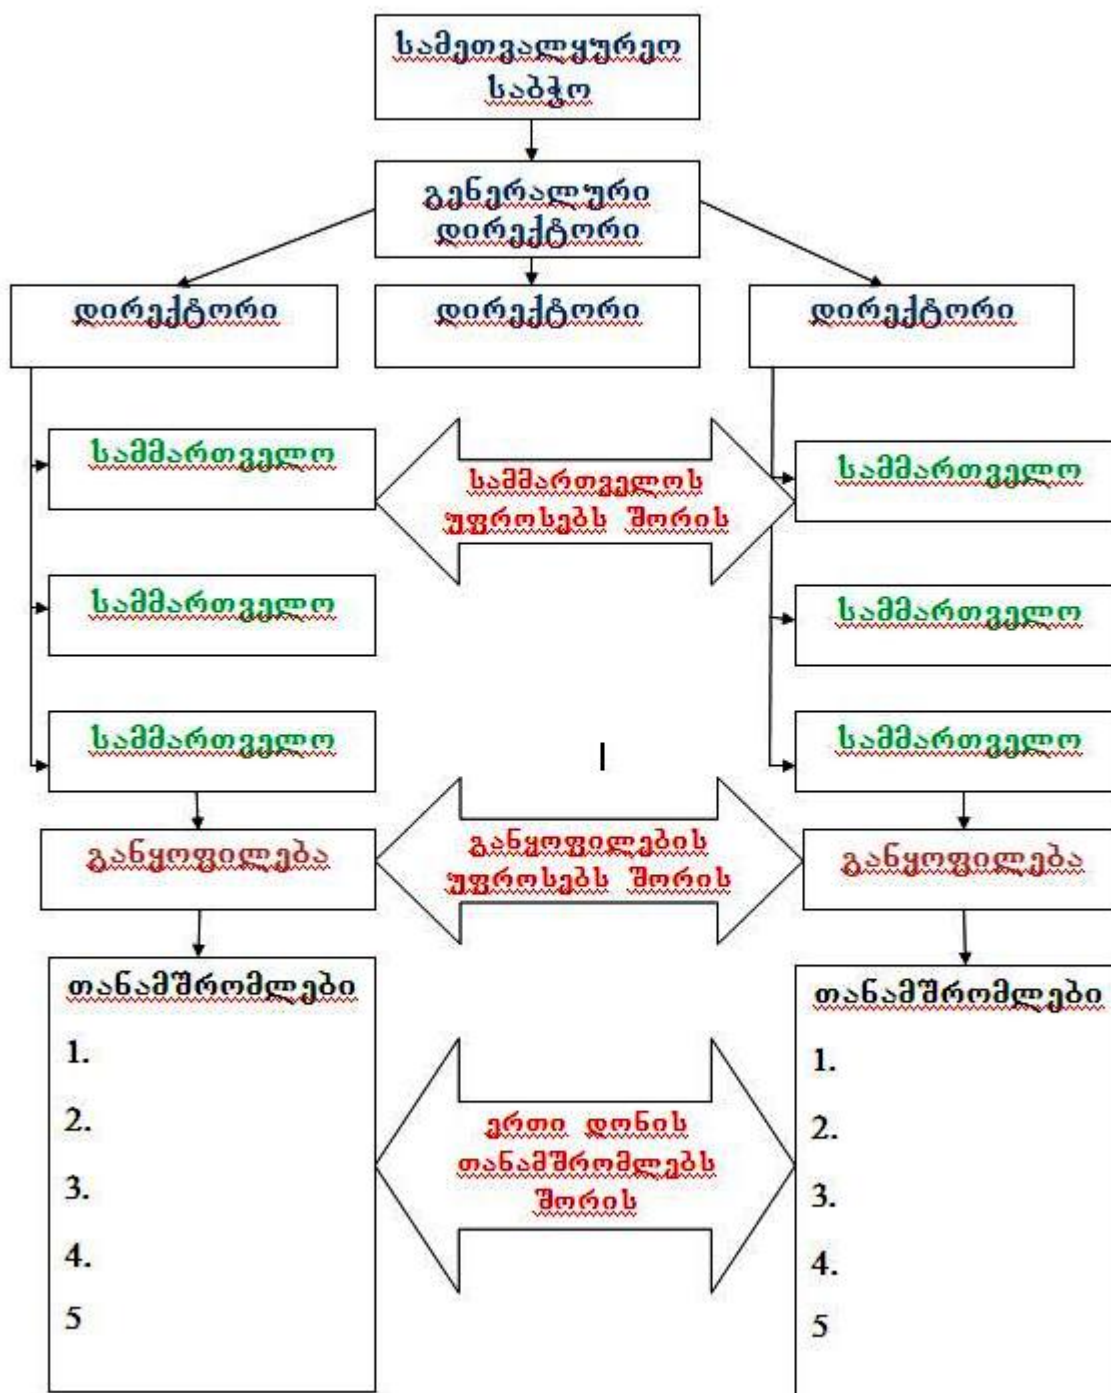 სამეთვალყურეო
საბჭო
გენერალური
დირექტორი
დირექტორი
დირექტორი
დირექტორი
სამმართველო
სამმართველოს
უფროსებს შორის
სამმართველო
სამმართველო
სამმართველო
სამმართველო
სამმართველო
განყოფილება
განყოფილების
უფროსებს შორის
განყოფილება
თანამშრომლები
1.
2.
3.
4.
5
ერთი დონის
თანამშრომლებს
შორის
თანამშრომლები
1.
2.
3.
4.
5